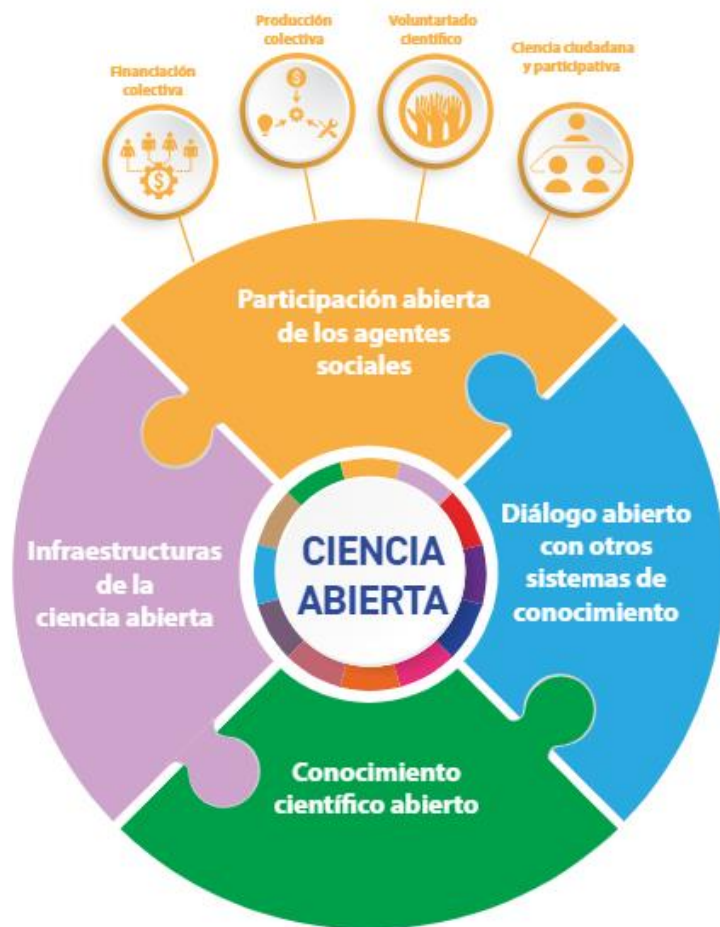 Financiación
colectiva
Producción
colectiva
Voluntariado
científico
Ciencia ciudadana
y participativa
Participación abierta
de los agentes
sociales
Infraestructuras
de la
ciencia abierta
CIENCIA
ABIERTA
Diálogo abierto
con otros
sistemas de
conocimiento
Conocimiento
científico abierto